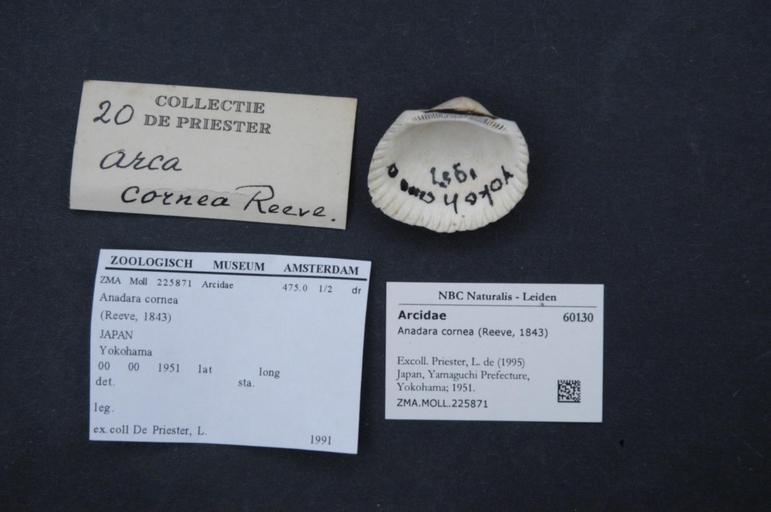 20 COLLECTIE
DE PRIESTER
Arca
cornea Reeve.
1951
Yokohama
ZOOLOGISCH MUSEUM AMSTERDAM
ZMA Moll 225871 Arcidae 475.0 1/2 dr
Anadara cornea
(Reeve, 1843)
JAPAN
Yokohama
00 00 1951 lat long
det. sta.
leg.
ex.coll De Priester, L.
1991
NBC Naturalis - Leiden
Arcidae 60130
Anadara cornea (Reeve, 1843)
Excoll. Priester, L. de (1995)
Japan, Yamaguchi Prefecture,
Yokohama; 1951.
ZMA.MOLL.225871